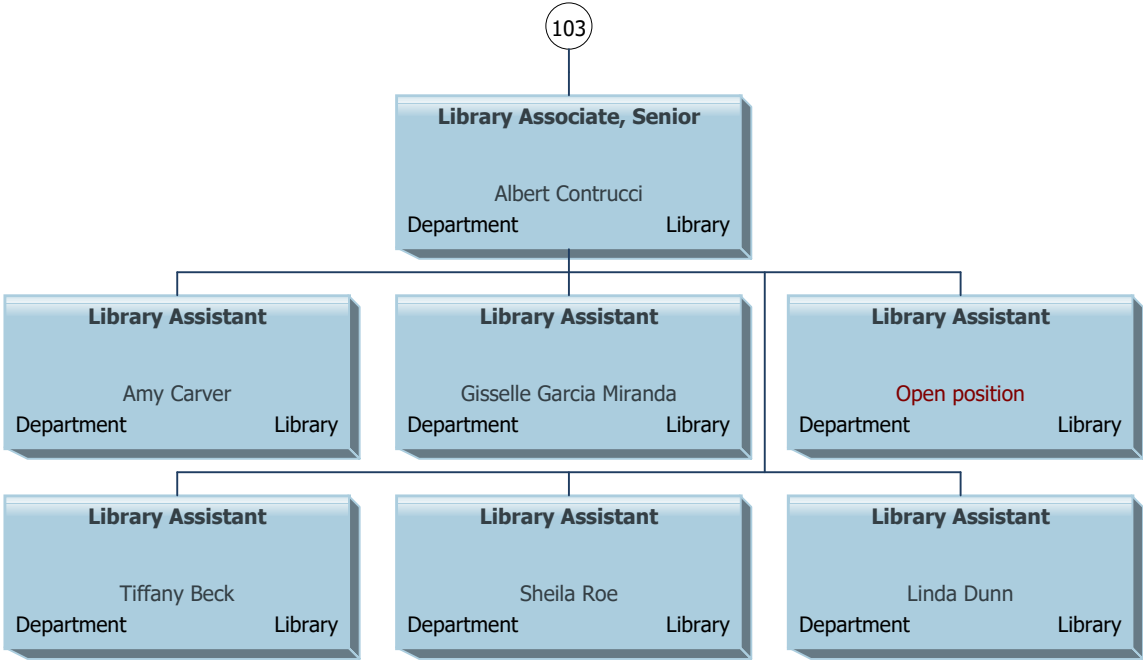 103
Library Associate, Senior
Albert Contrucci
Department Library
Library Assistant
Amy Carver
Department Library
Library Assistant
Gisselle Garcia Miranda
Department Library
Library Assistant
Open position
Department Library
Library Assistant
Tiffany Beck
Department Library
Library Assistant
Sheila Roe
Department Library
Library Assistant
Linda Dunn
Department Library